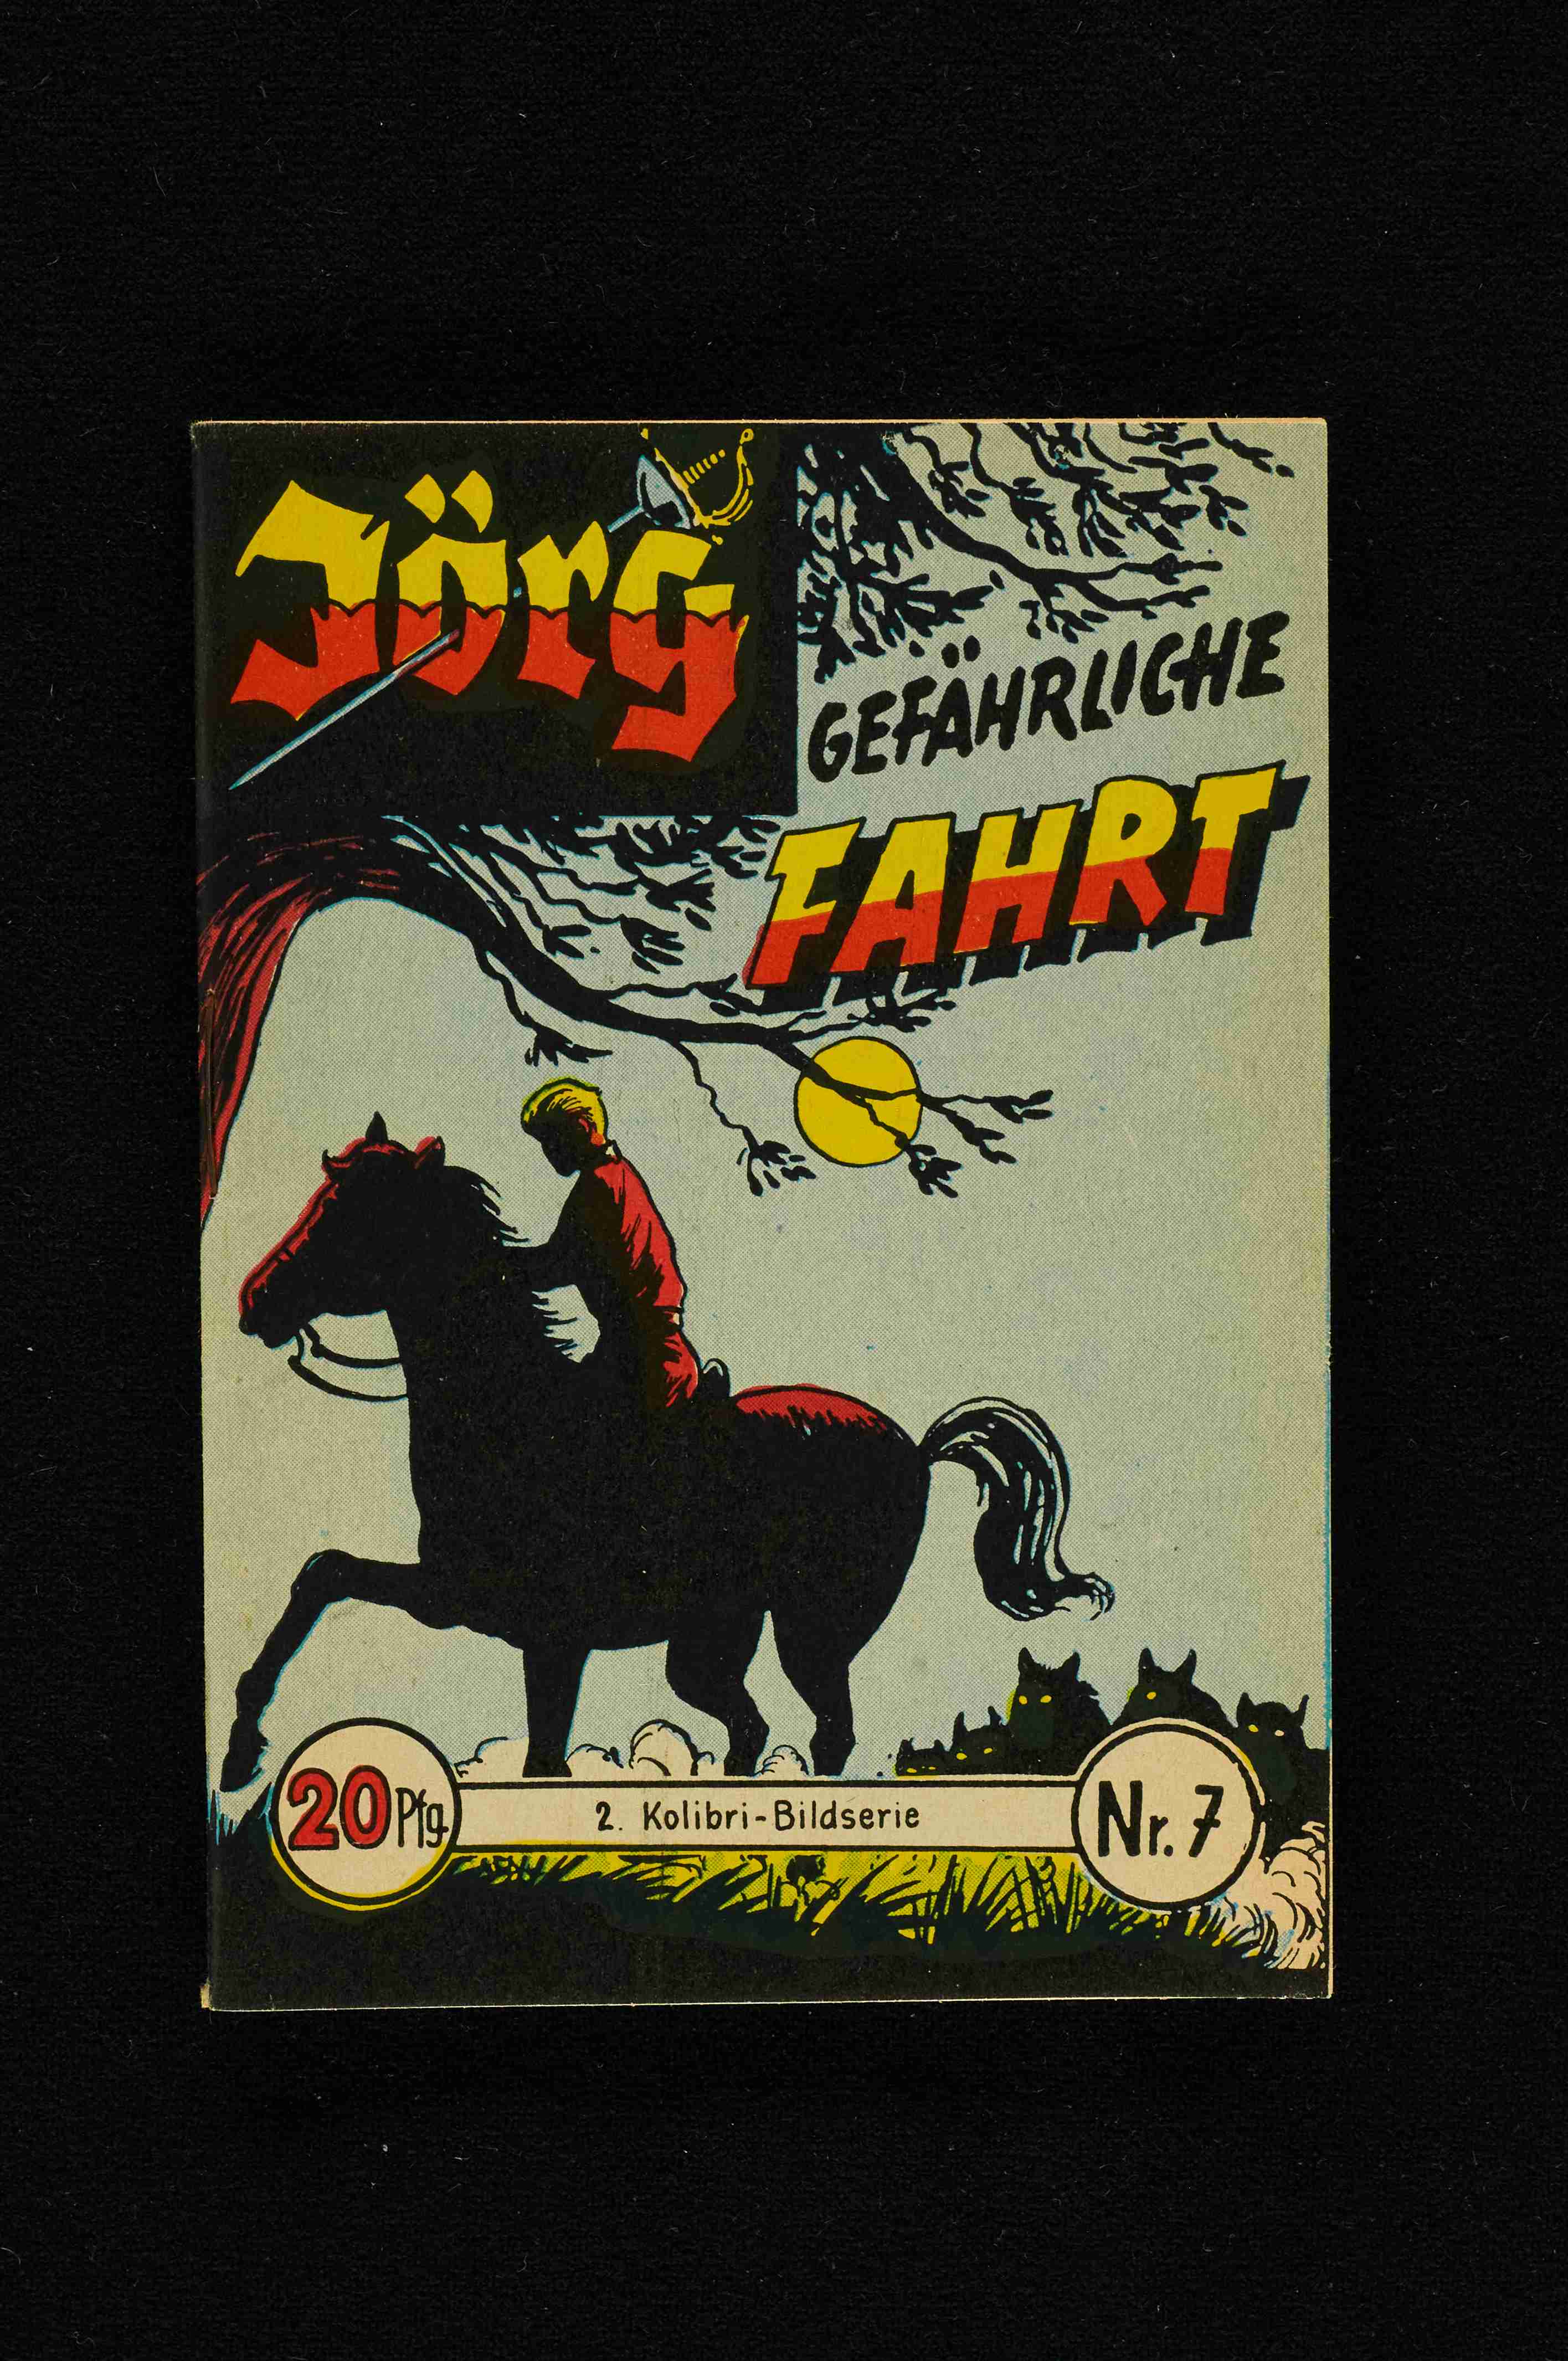 Jörg
GEFÄHRLICHE
FAHRT
20 Pfg.
2. Kolibri-Bildserie
Nr. 7